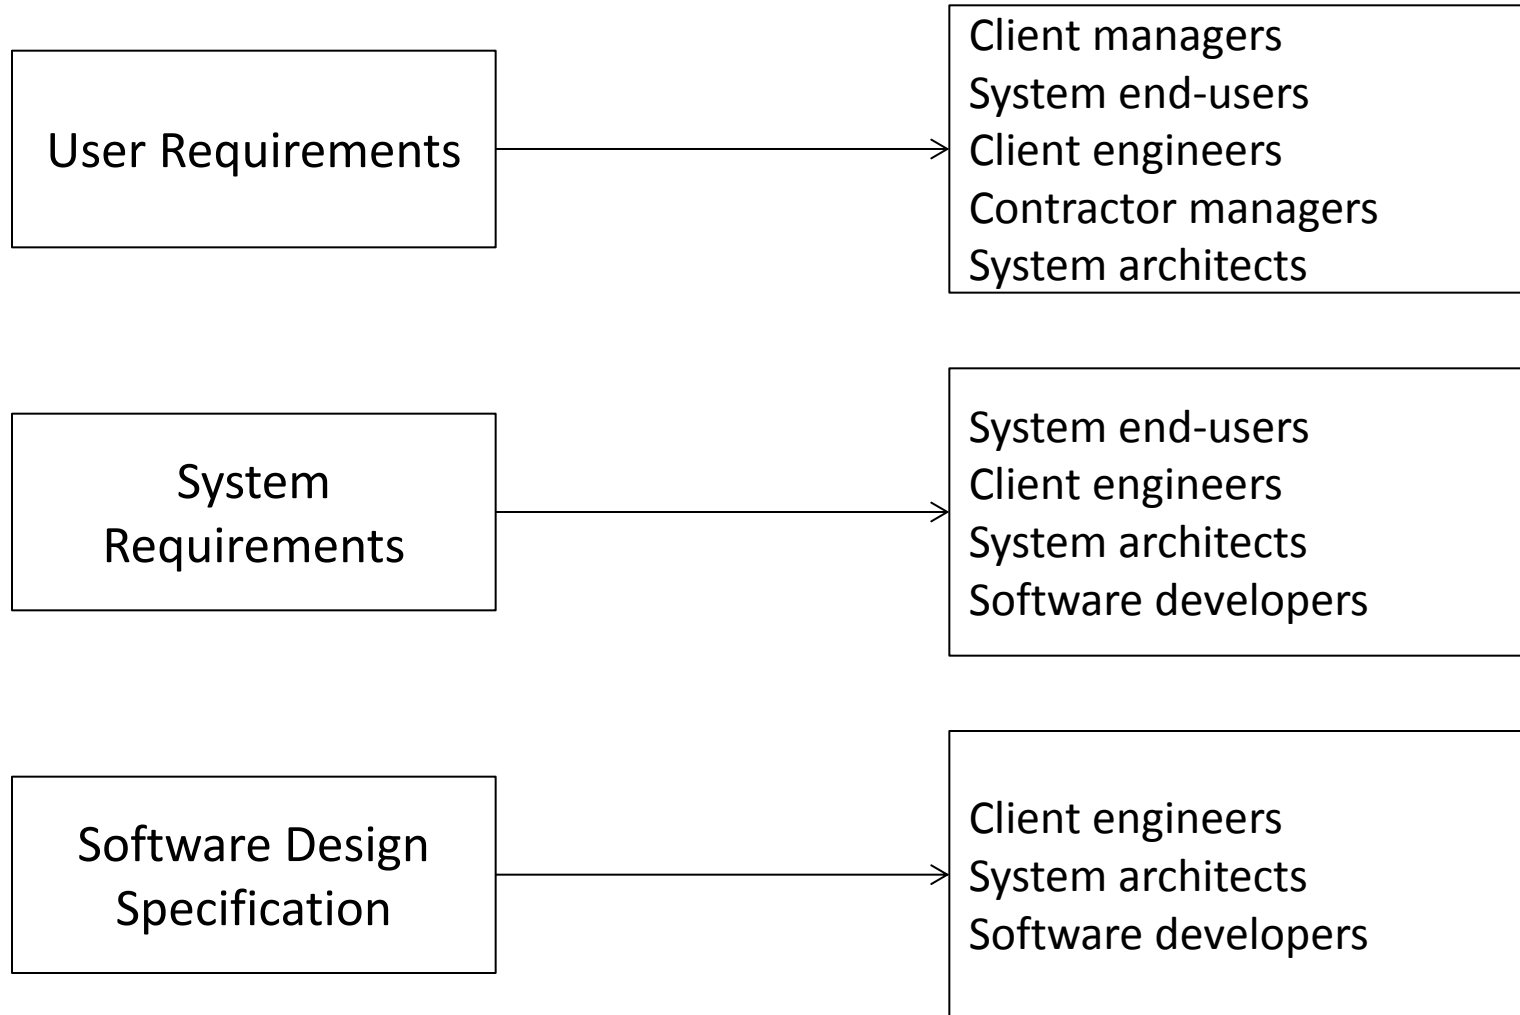 User Requirements
Client managers
System end-users
Client engineers
Contractor managers
System architects
System
Requirements
System end-users
Client engineers
System architects
Software developers
Software Design
Specification
Client engineers
System architects
Software developers